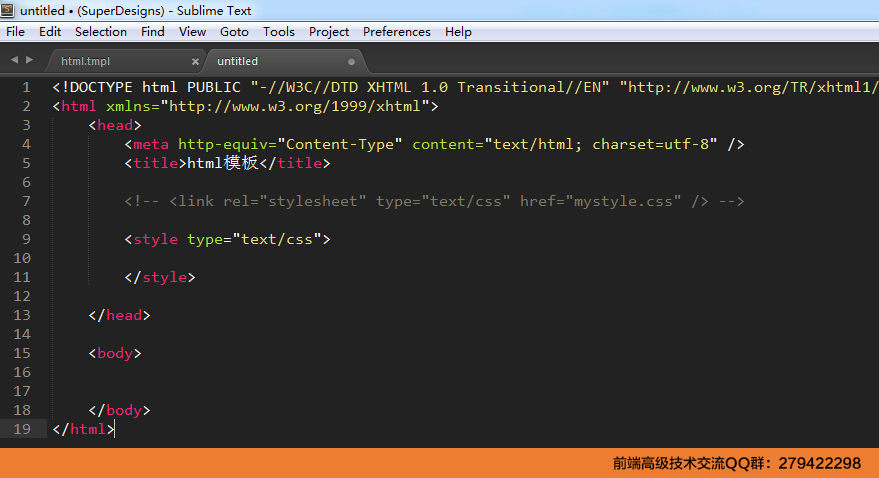 untitled • (SuperDesigns) - Sublime Text
File Edit Selection Find View Goto Tools Project Preferences Help
html.tmpl × untitled
1 <!DOCTYPE html PUBLIC "-//W3C//DTD XHTML 1.0 Transitional//EN" "http://www.w3.org/TR/xhtml1/
2 <html xmlns="http://www.w3.org/1999/xhtml">
3 <head>
4 <meta http-equiv="Content-Type" content="text/html; charset=utf-8" />
5 <title>html模板</title>
6
7 <!-- <link rel="stylesheet" type="text/css" href="mystyle.css" /> -->
8
9 <style type="text/css">
10
11 </style>
12
13 </head>
14
15 <body>
16
17
18 </body>
19 </html>
前端高级技术交流QQ群：279422298